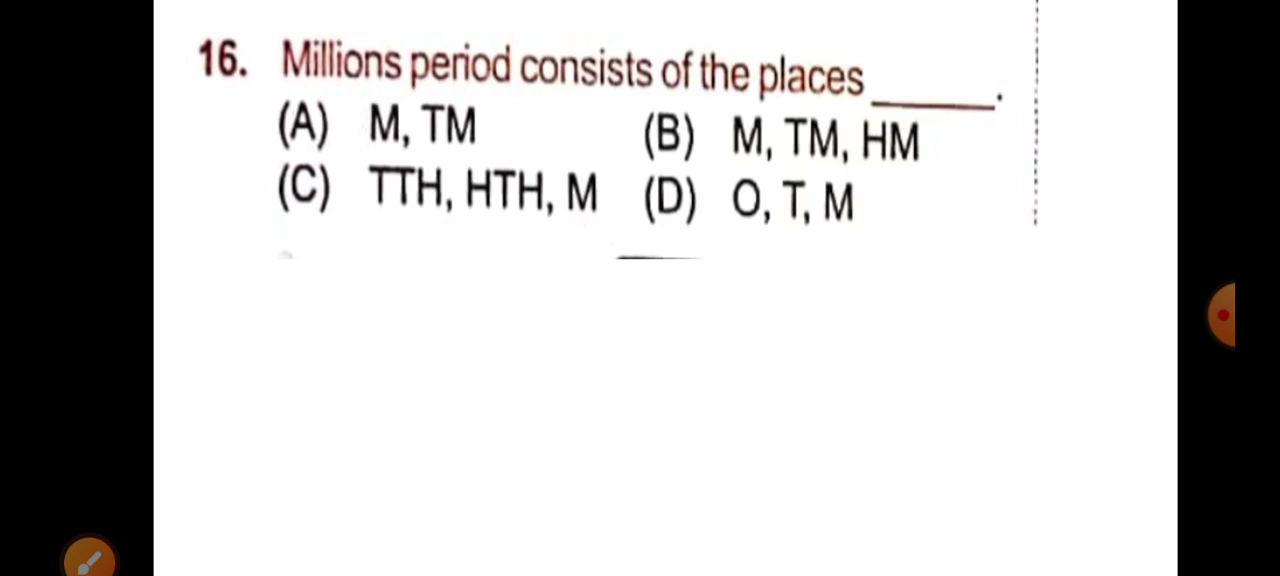 16. Millions period consists of the places ______.
(A) M, TM (B) M, TM, HM
(C) TTH, HTH, M (D) O, T, M